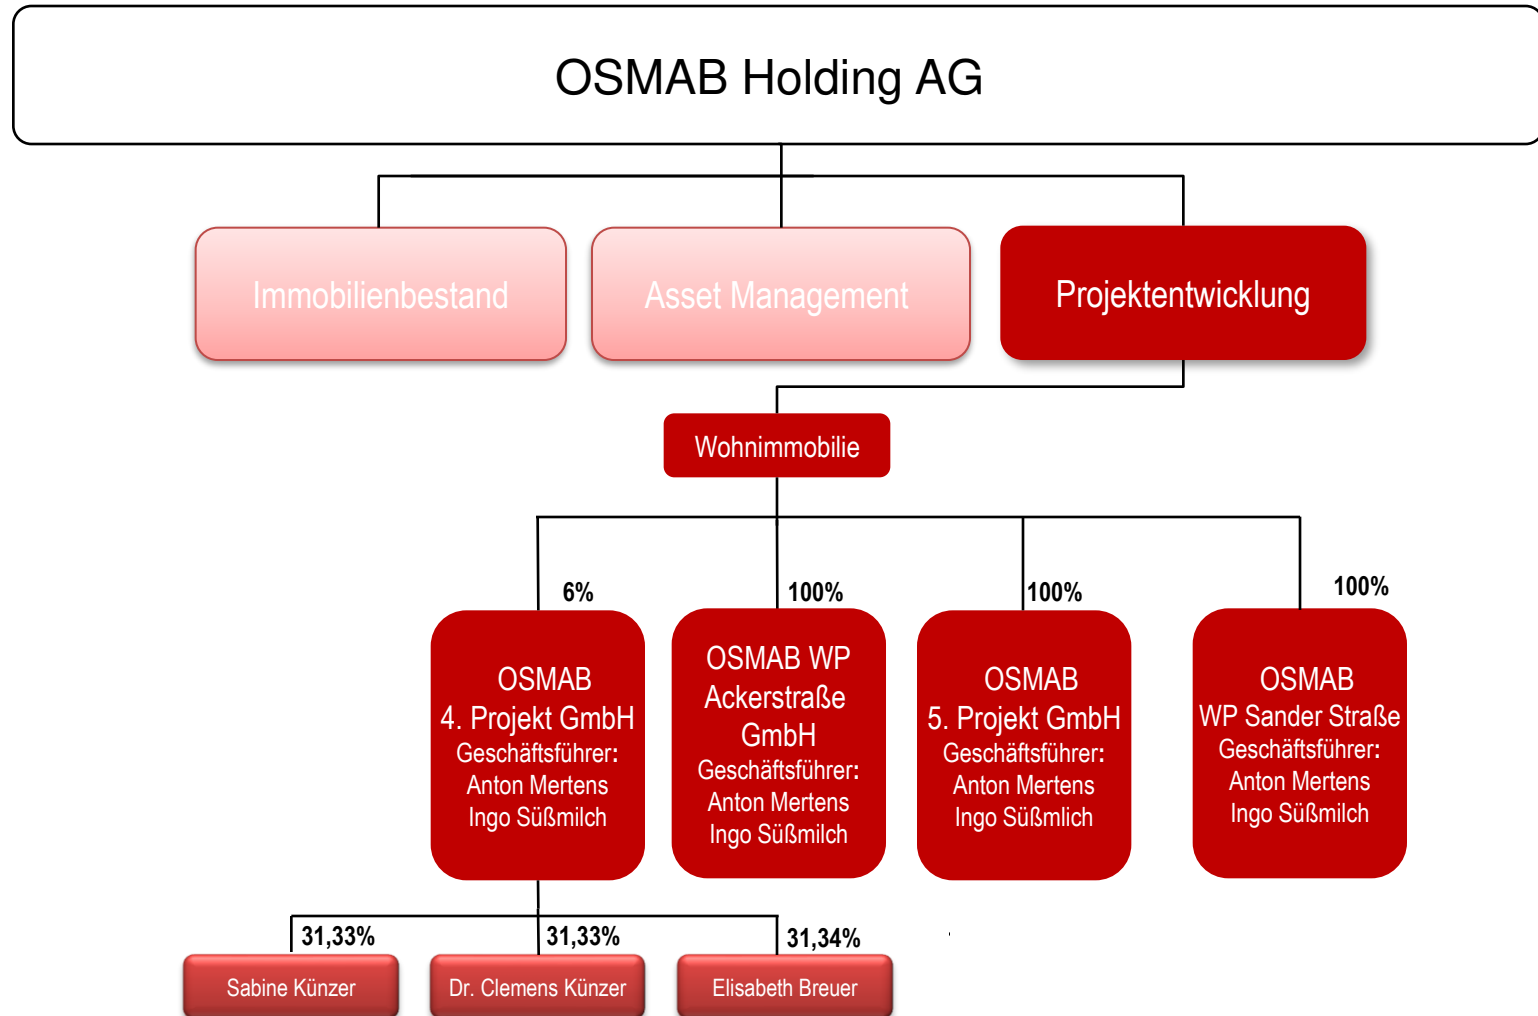 OSMAB Holding AG
Immobilienbestand
Asset Management
Projektentwicklung
Wohnimmobilie
6%
100%
100%
100%
OSMAB
4. Projekt GmbH
Geschäftsführer:
Anton Mertens
Ingo Süßmilch
OSMAB WP
Ackerstraße
GmbH
Geschäftsführer:
Anton Mertens
Ingo Süßmilch
OSMAB
5. Projekt GmbH
Geschäftsführer:
Anton Mertens
Ingo Süßmlich
OSMAB
WP Sander Straße
Geschäftsführer:
Anton Mertens
Ingo Süßmilch
31,33%
31,33%
31,34%
Sabine Künzer
Dr. Clemens Künzer
Elisabeth Breuer